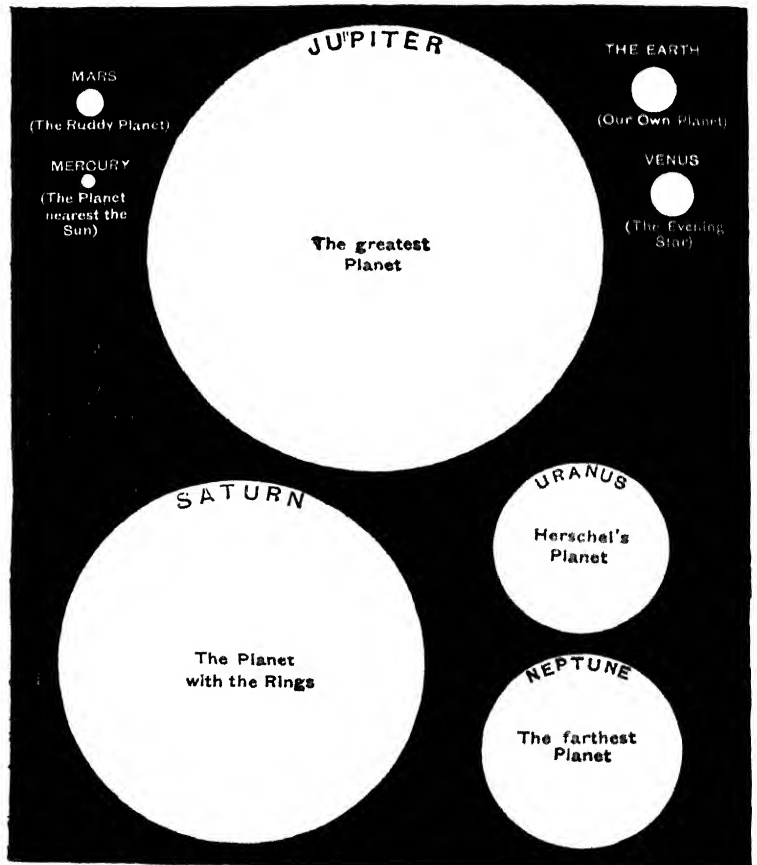 JUPITER
MARS
(The Ruddy Planet)
MERCURY
(The Planet
nearest the
Sun)
The greatest
Planet
THE EARTH
(Our Own Planet)
VENUS
(The Evening
Star)
SATURN
The Planet
with the Rings
URANUS
Herschel's
Planet
NEPTUNE
The farthest
Planet